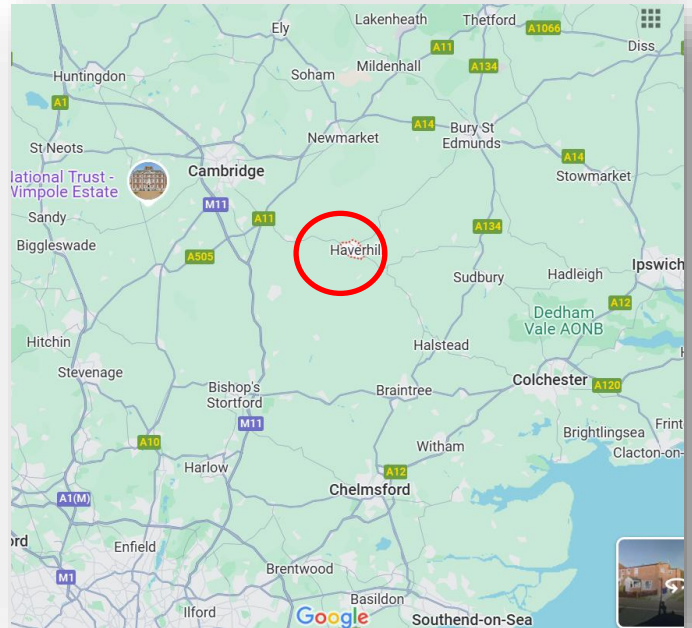 Ely
Lakenheath
Thetford
A1066
A11
Diss
Mildenhall
A134
Huntingdon
Soham
A1
A14
Bury St
Edmunds
Newmarket
St Neots
A14
Cambridge
Stowmarket
National Trust -
Wimpole Estate
M11
Sandy
A11
A134
Biggleswade
A505
Haverhill
Ipswich
Sudbury
Hadleigh
A12
Dedham
Vale AONB
Hitchin
Halstead
Stevenage
Bishop's
Stortford
Braintree
Colchester
A120
M11
Brightlingsea
Frint
A10
Witham
Clacton-on-
Harlow
A12
Chelmsford
A1(M)
ord
Enfield
M1
Brentwood
Basildon
Ilford
Google
Southend-on-Sea